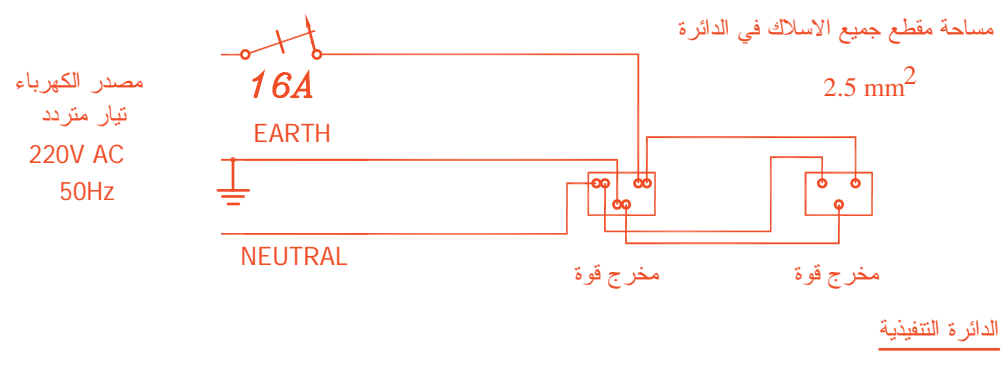 مساحة مقطع جميع الاسلاك في الدائرة
2.5 mm²
16A
مصدر الكهرباء
تيار متردد
220V AC
50Hz
EARTH
NEUTRAL
مخرج قوة
مخرج قوة
الدائرة التنفيذية